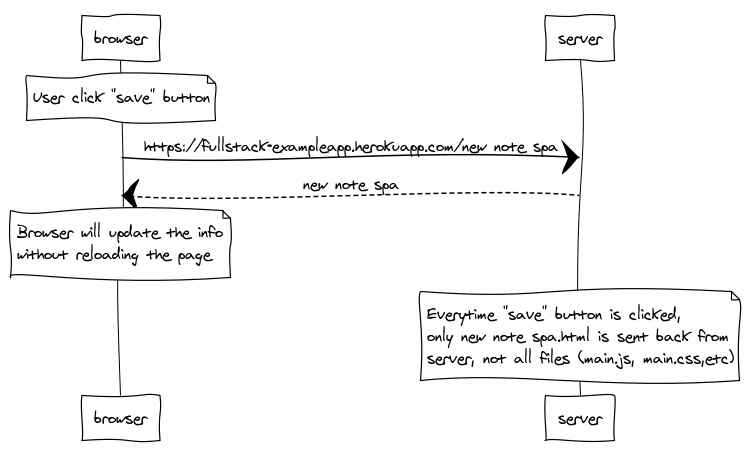 browser
server
User click "save" button
https://fullstack-exampleapp.herokuapp.com/new note spa
new note spa
Browser will update the info
without reloading the page
Everytime "save" button is clicked,
only new note spa.html is sent back from
server, not all files (main.js, main.css,etc)
browser
server